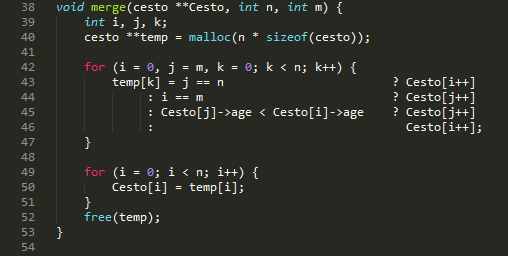 38 void merge(cesto **Cesto, int n, int m) {
39     int i, j, k;
40     cesto **temp = malloc(n * sizeof(cesto));
41
42     for (i = 0, j = m, k = 0; k < n; k++) {
43         temp[k] = j == n                      ? Cesto[i++]
44              : i == m                         ? Cesto[j++]
45              : Cesto[j]->age < Cesto[i]->age    ? Cesto[j++]
46              :                                  Cesto[i++];
47     }
48
49     for (i = 0; i < n; i++) {
50         Cesto[i] = temp[i];
51     }
52     free(temp);
53 }
54